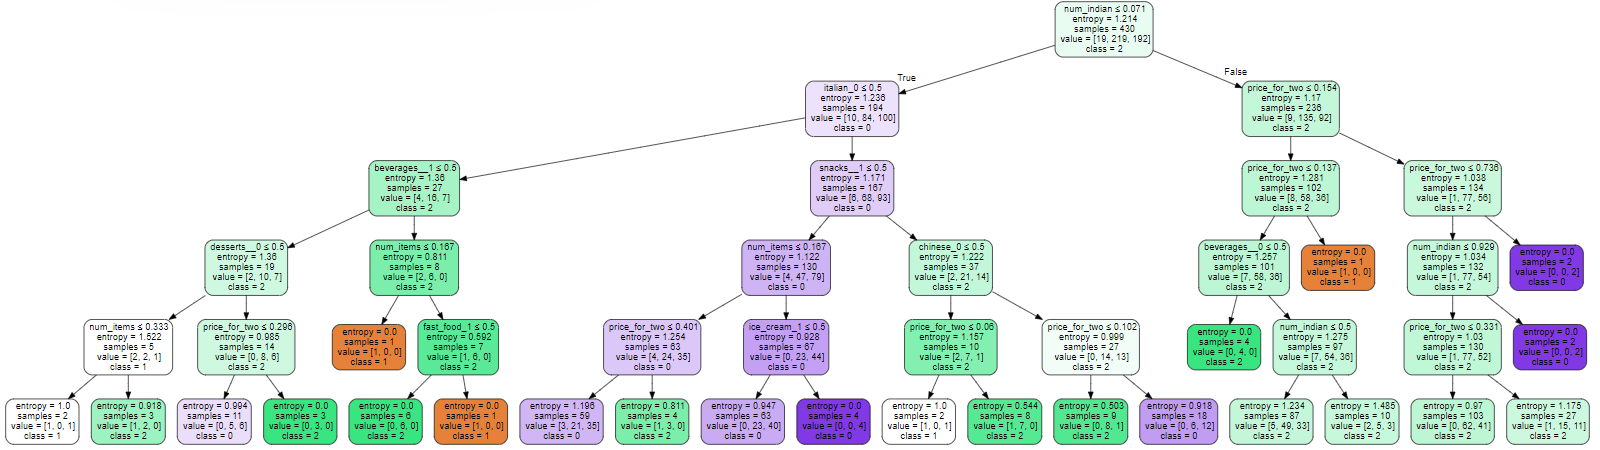 num_indian ≤ 0.071
entropy = 1.214
samples = 430
value = [19, 219, 192]
class = 2
True
False
italian_0 ≤ 0.5
entropy = 1.236
samples = 194
value = [10, 84, 100]
class = 0
price_for_two ≤ 0.154
entropy = 1.17
samples = 236
value = [9, 135, 92]
class = 2
beverages__1 ≤ 0.5
entropy = 1.36
samples = 27
value = [4, 16, 7]
class = 2
snacks__1 ≤ 0.5
entropy = 1.171
samples = 167
value = [6, 68, 93]
class = 0
price_for_two ≤ 0.137
entropy = 1.281
samples = 102
value = [8, 58, 36]
class = 2
price_for_two ≤ 0.736
entropy = 1.038
samples = 134
value = [1, 77, 56]
class = 2
desserts__0 ≤ 0.5
entropy = 1.36
samples = 19
value = [2, 10, 7]
class = 2
num_items ≤ 0.167
entropy = 0.811
samples = 8
value = [2, 6, 0]
class = 2
num_items ≤ 0.167
entropy = 1.122
samples = 130
value = [4, 47, 79]
class = 0
chinese_0 ≤ 0.5
entropy = 1.222
samples = 37
value = [2, 21, 14]
class = 2
beverages__0 ≤ 0.5
entropy = 1.257
samples = 101
value = [7, 58, 36]
class = 2
entropy = 0.0
samples = 1
value = [1, 0, 0]
class = 1
num_indian ≤ 0.929
entropy = 1.034
samples = 132
value = [1, 77, 54]
class = 2
entropy = 0.0
samples = 2
value = [0, 0, 2]
class = 0
num_items ≤ 0.333
entropy = 1.522
samples = 5
value = [2, 2, 1]
class = 1
price_for_two ≤ 0.296
entropy = 0.985
samples = 14
value = [0, 8, 6]
class = 2
entropy = 0.0
samples = 1
value = [1, 0, 0]
class = 1
fast_food_1 ≤ 0.5
entropy = 0.592
samples = 7
value = [1, 6, 0]
class = 2
price_for_two ≤ 0.401
entropy = 1.264
samples = 63
value = [4, 24, 35]
class = 0
ice_cream_1 ≤ 0.5
entropy = 0.928
samples = 67
value = [0, 23, 44]
class = 0
price_for_two ≤ 0.06
entropy = 1.157
samples = 10
value = [2, 7, 1]
class = 2
price_for_two ≤ 0.102
entropy = 0.999
samples = 27
value = [0, 14, 13]
class = 2
entropy = 0.0
samples = 4
value = [0, 4, 0]
class = 2
num_indian ≤ 0.5
entropy = 1.275
samples = 97
value = [7, 54, 36]
class = 2
price_for_two ≤ 0.331
entropy = 1.03
samples = 130
value = [1, 77, 52]
class = 2
entropy = 0.0
samples = 2
value = [0, 0, 2]
class = 0
entropy = 1.0
samples = 2
value = [1, 0, 1]
class = 1
entropy = 0.918
samples = 3
value = [1, 2, 0]
class = 2
entropy = 0.994
samples = 11
value = [0, 5, 6]
class = 0
entropy = 0.0
samples = 3
value = [0, 3, 0]
class = 2
entropy = 0.0
samples = 6
value = [0, 6, 0]
class = 2
entropy = 0.0
samples = 1
value = [1, 0, 0]
class = 1
entropy = 1.196
samples = 59
value = [3, 21, 35]
class = 0
entropy = 0.811
samples = 4
value = [1, 3, 0]
class = 2
entropy = 0.947
samples = 63
value = [0, 23, 40]
class = 0
entropy = 0.0
samples = 4
value = [0, 0, 4]
class = 0
entropy = 1.0
samples = 2
value = [1, 0, 1]
class = 1
entropy = 0.544
samples = 8
value = [1, 7, 0]
class = 2
entropy = 0.503
samples = 9
value = [0, 8, 1]
class = 2
entropy = 0.918
samples = 18
value = [0, 6, 12]
class = 0
entropy = 1.234
samples = 87
value = [5, 49, 33]
class = 2
entropy = 1.485
samples = 10
value = [2, 5, 3]
class = 2
entropy = 0.97
samples = 103
value = [0, 62, 41]
class = 2
entropy = 1.175
samples = 27
value = [1, 15, 11]
class = 2